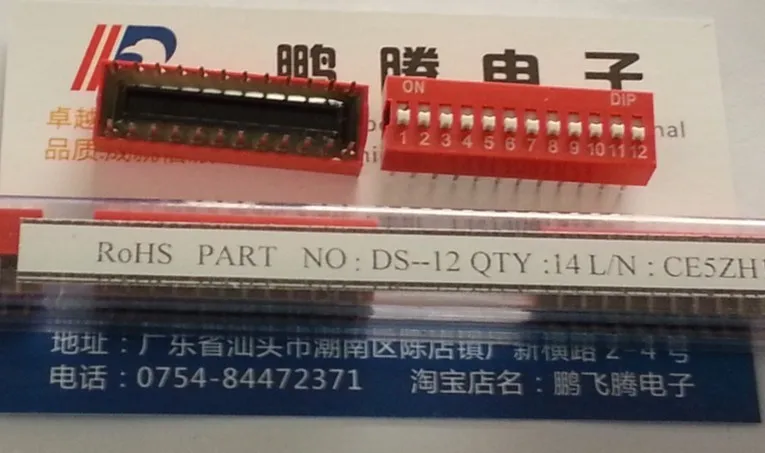 鹏腾电子
卓越
品质成就
ON
DIP
1 2 3 4 5 6 7 8 9 10 11 12
RoHS PART NO : DS--12 QTY :14 L/N : CE5ZH
地址：广东省汕头市潮南区陈店镇广新横路2-4号
电话：0754-84472371 淘宝店名：鹏飞腾电子